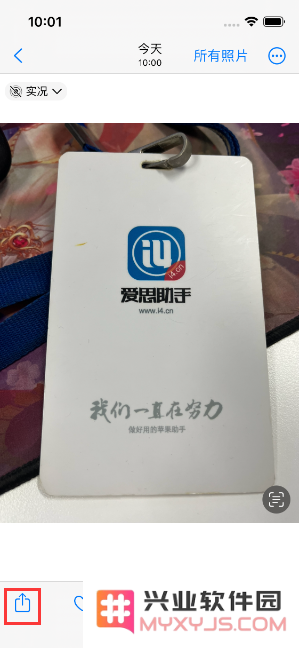 10:01
今天
10:00
所有照片
实况
i4
i4.cn
爱思助手
www.i4.cn
我们一直在努力
做好用的苹果助手
兴业软件园
MYXYJS.COM